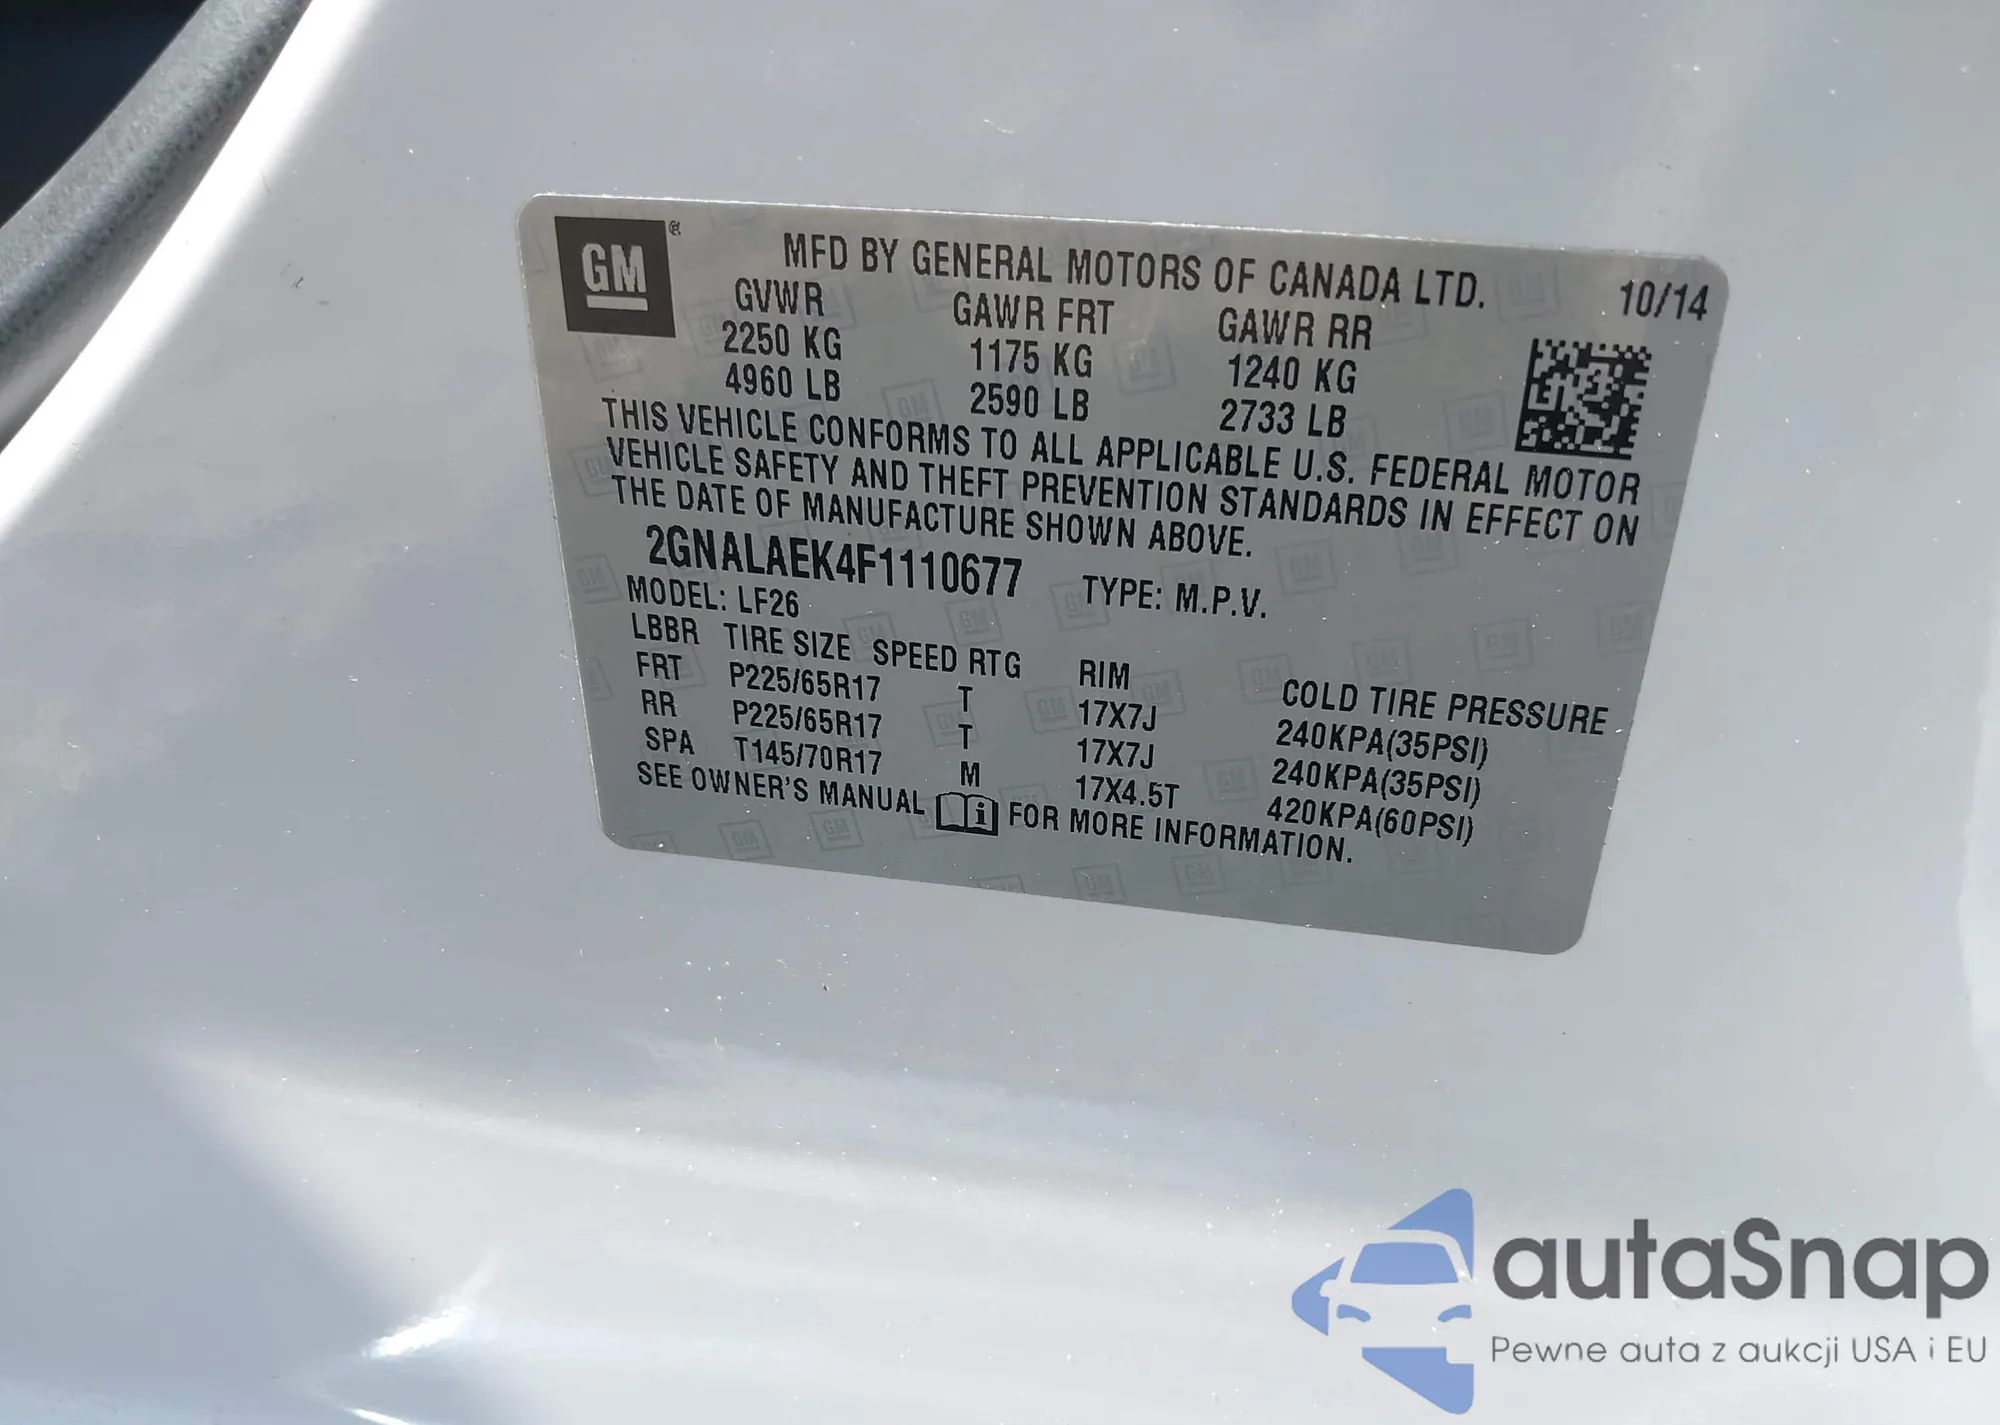 GM ®
MFD BY GENERAL MOTORS OF CANADA LTD.
10/14
GVWR GAWR FRT GAWR RR
2250 KG 1175 KG 1240 KG
4960 LB 2590 LB 2733 LB
THIS VEHICLE CONFORMS TO ALL APPLICABLE U.S. FEDERAL MOTOR
VEHICLE SAFETY AND THEFT PREVENTION STANDARDS IN EFFECT ON
THE DATE OF MANUFACTURE SHOWN ABOVE.
2GNALAEK4F1110677 TYPE: M.P.V.
MODEL: LF26
LBBR TIRE SIZE SPEED RTG RIM COLD TIRE PRESSURE
FRT P225/65R17 T 17X7J 240KPA(35PSI)
RR P225/65R17 T 17X7J 240KPA(35PSI)
SPA T145/70R17 M 17X4.5T 420KPA(60PSI)
SEE OWNER'S MANUAL i FOR MORE INFORMATION.
autaSnap
Pewne auta z aukcji USA i EU